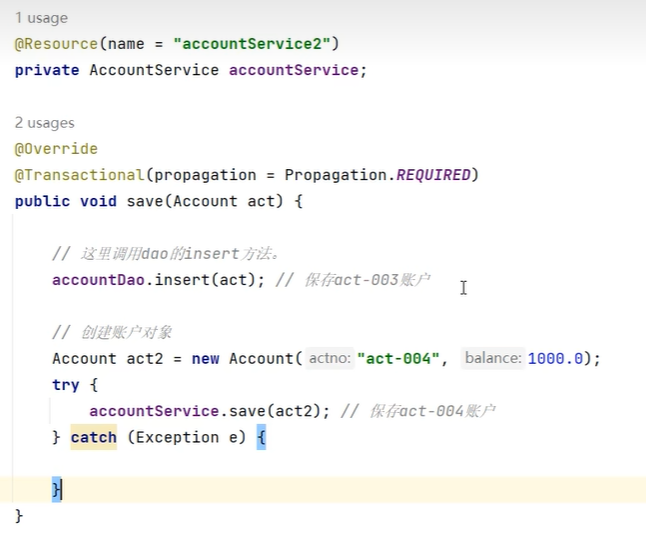 1 usage
@Resource(name = "accountService2")
private AccountService accountService;
2 usages
@Override
@Transactional(propagation = Propagation.REQUIRED)
public void save(Account act) {
// 这里调用dao的insert方法。
accountDao.insert(act); // 保存act-003账户
// 创建账户对象
Account act2 = new Account( actno: "act-004", balance: 1000.0);
try {
accountService.save(act2); // 保存act-004账户
} catch (Exception e) {
}
}